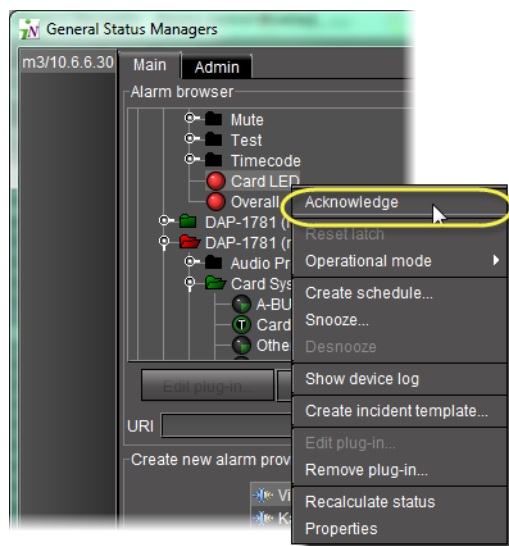 iN General Status Managers
m3/10.6.6.30
Main Admin
Alarm browser
Mute
Test
Timecode
Card LED
Overall
DAP-1781 (
DAP-1781 (r
Audio Pr
Card Sys
A-BU
T Card
Othe
Edit plug-in...
URI
Create new alarm prov
Vi
Ka
Acknowledge
Reset latch
Operational mode
Create schedule...
Snooze...
Desnooze
Show device log
Create incident template...
Edit plug-in...
Remove plug-in...
Recalculate status
Properties